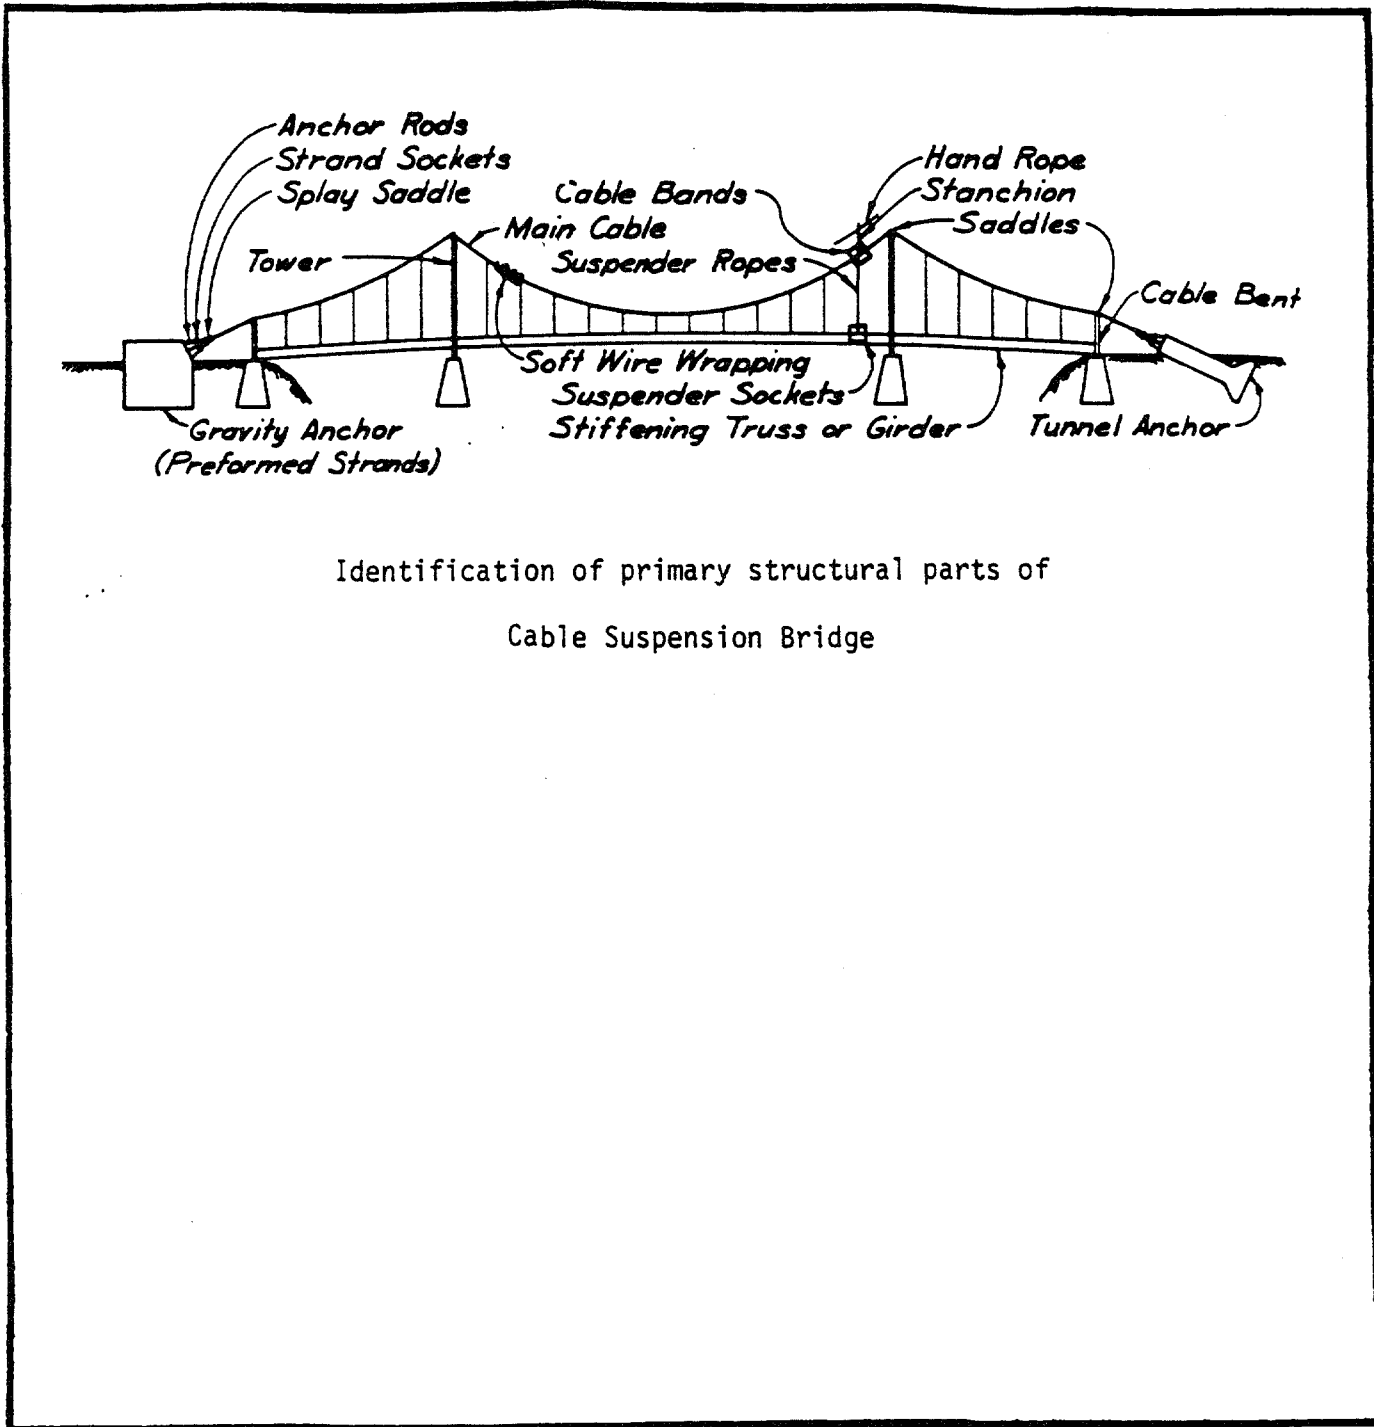 Anchor Rods
Strand Sockets
Splay Saddle
Hand Rope
Stanchion
Saddles
Cable Bands
Main Cable
Tower
Suspender Ropes
Cable Bent
Soft Wire Wrapping
Suspender Sockets
Stiffening Truss or Girder
Tunnel Anchor
Gravity Anchor
(Preformed Strands)
Identification of primary structural parts of
Cable Suspension Bridge